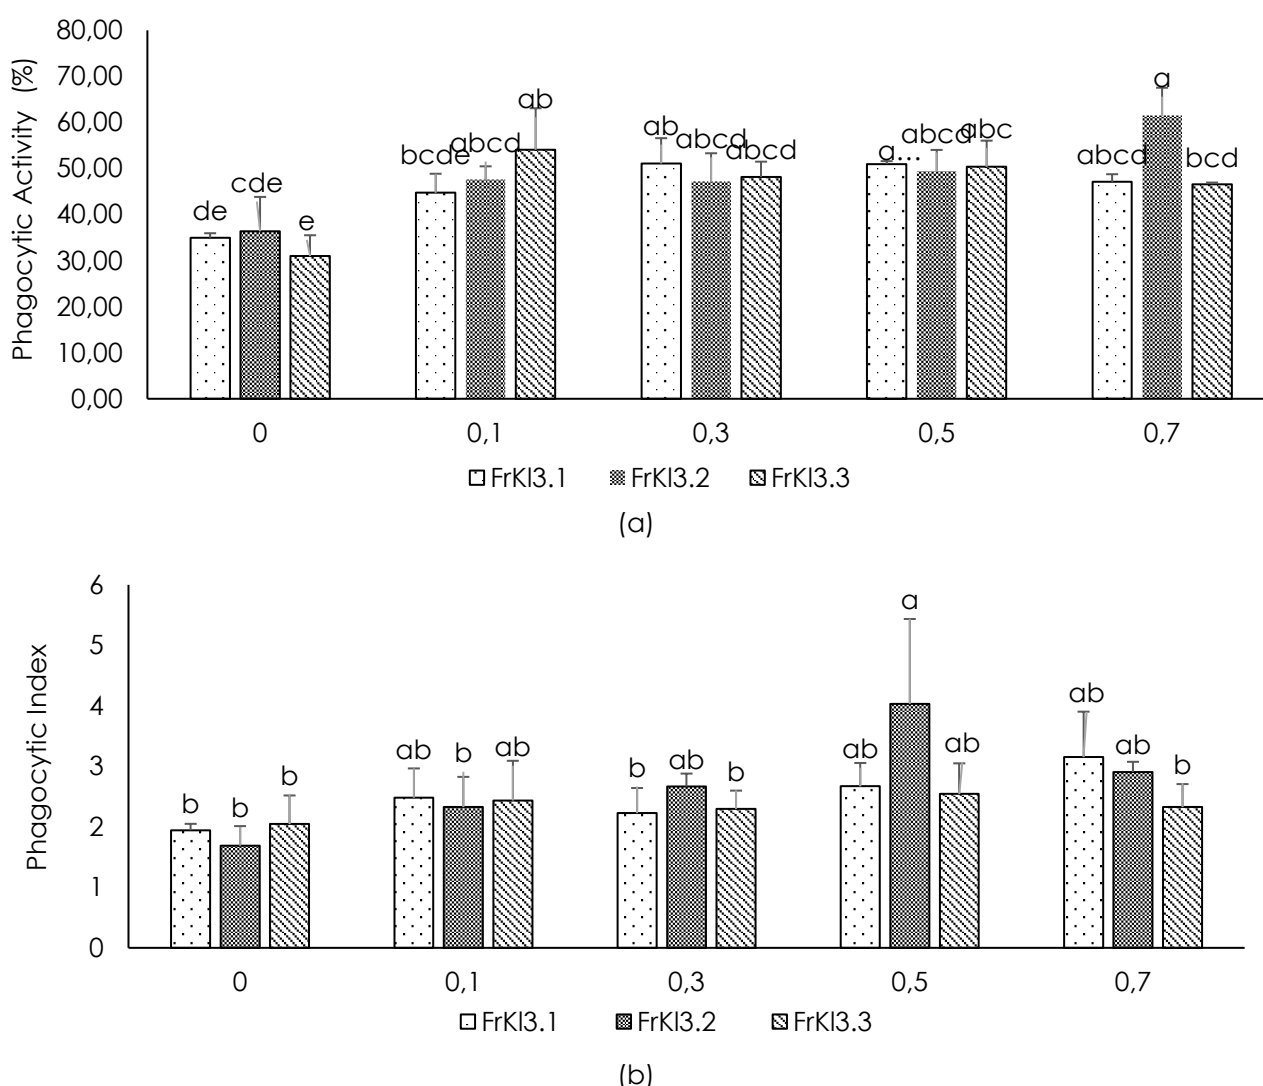 80,00
70,00
60,00
50,00
40,00
30,00
20,00
10,00
0,00
Phagocytic Activity (%)
de
cde
e
bcde
abcd
ab
ab
abcd
abcd
a...
abcd
abc
abcd
a
bcd
0 0,1 0,3 0,5 0,7
FrKl3.1 FrKl3.2 FrKl3.3
(a)
6
5
4
3
2
1
0
Phagocytic Index
b
b
b
ab
b
ab
b
ab
b
ab
a
ab
ab
ab
b
0 0,1 0,3 0,5 0,7
FrKl3.1 FrKl3.2 FrKl3.3
(b)